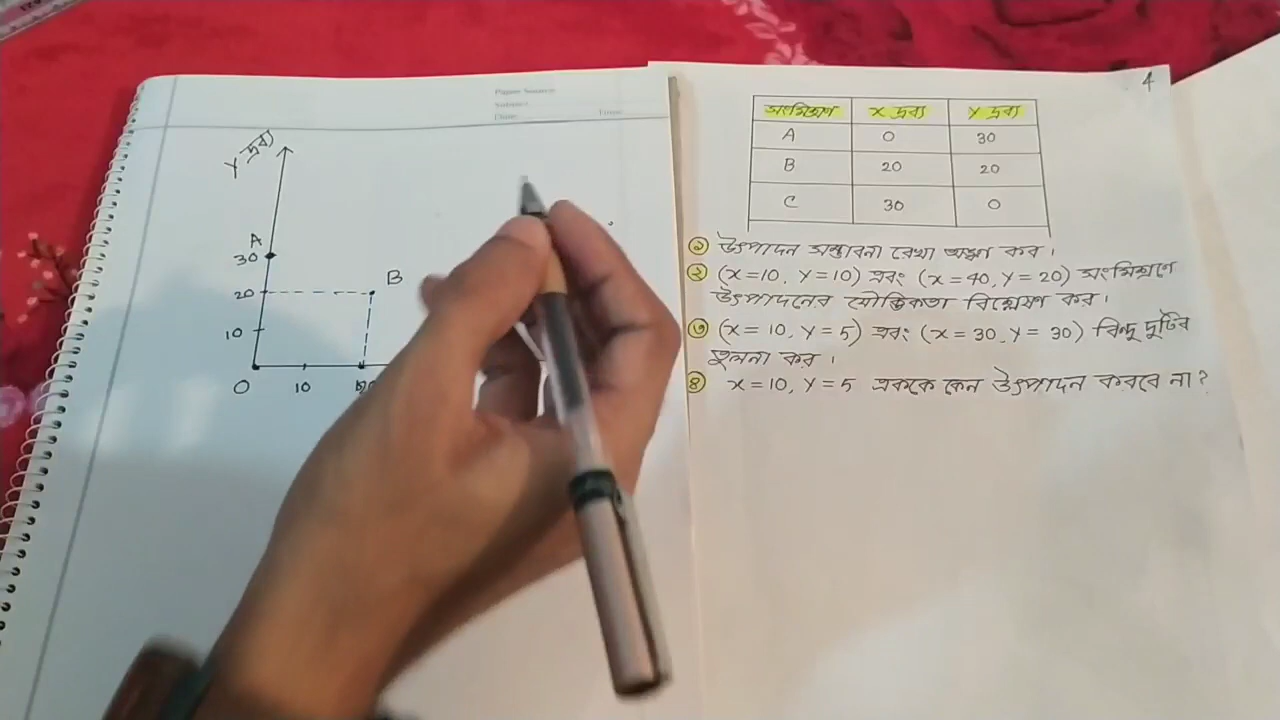 Y দ্রব্য
A
30
B
20
10
0
10
20
4
সংমিশ্রণ X দ্রব্য Y দ্রব্য
A 0 30
B 20 20
C 30 0
১ উৎপাদন সম্ভাবনা রেখা অঙ্কন কর।
২ (x=10, Y=10) এবং (x=40, Y=20) সংমিশ্রণে
উৎপাদনের যৌক্তিকতা বিশ্লেষণ কর।
৩ (x=10, Y=5) এবং (x=30, Y=30) বিন্দু দুটির
তুলনা কর।
৪ x=10, Y=5 এককে কেন উৎপাদন করবে না?